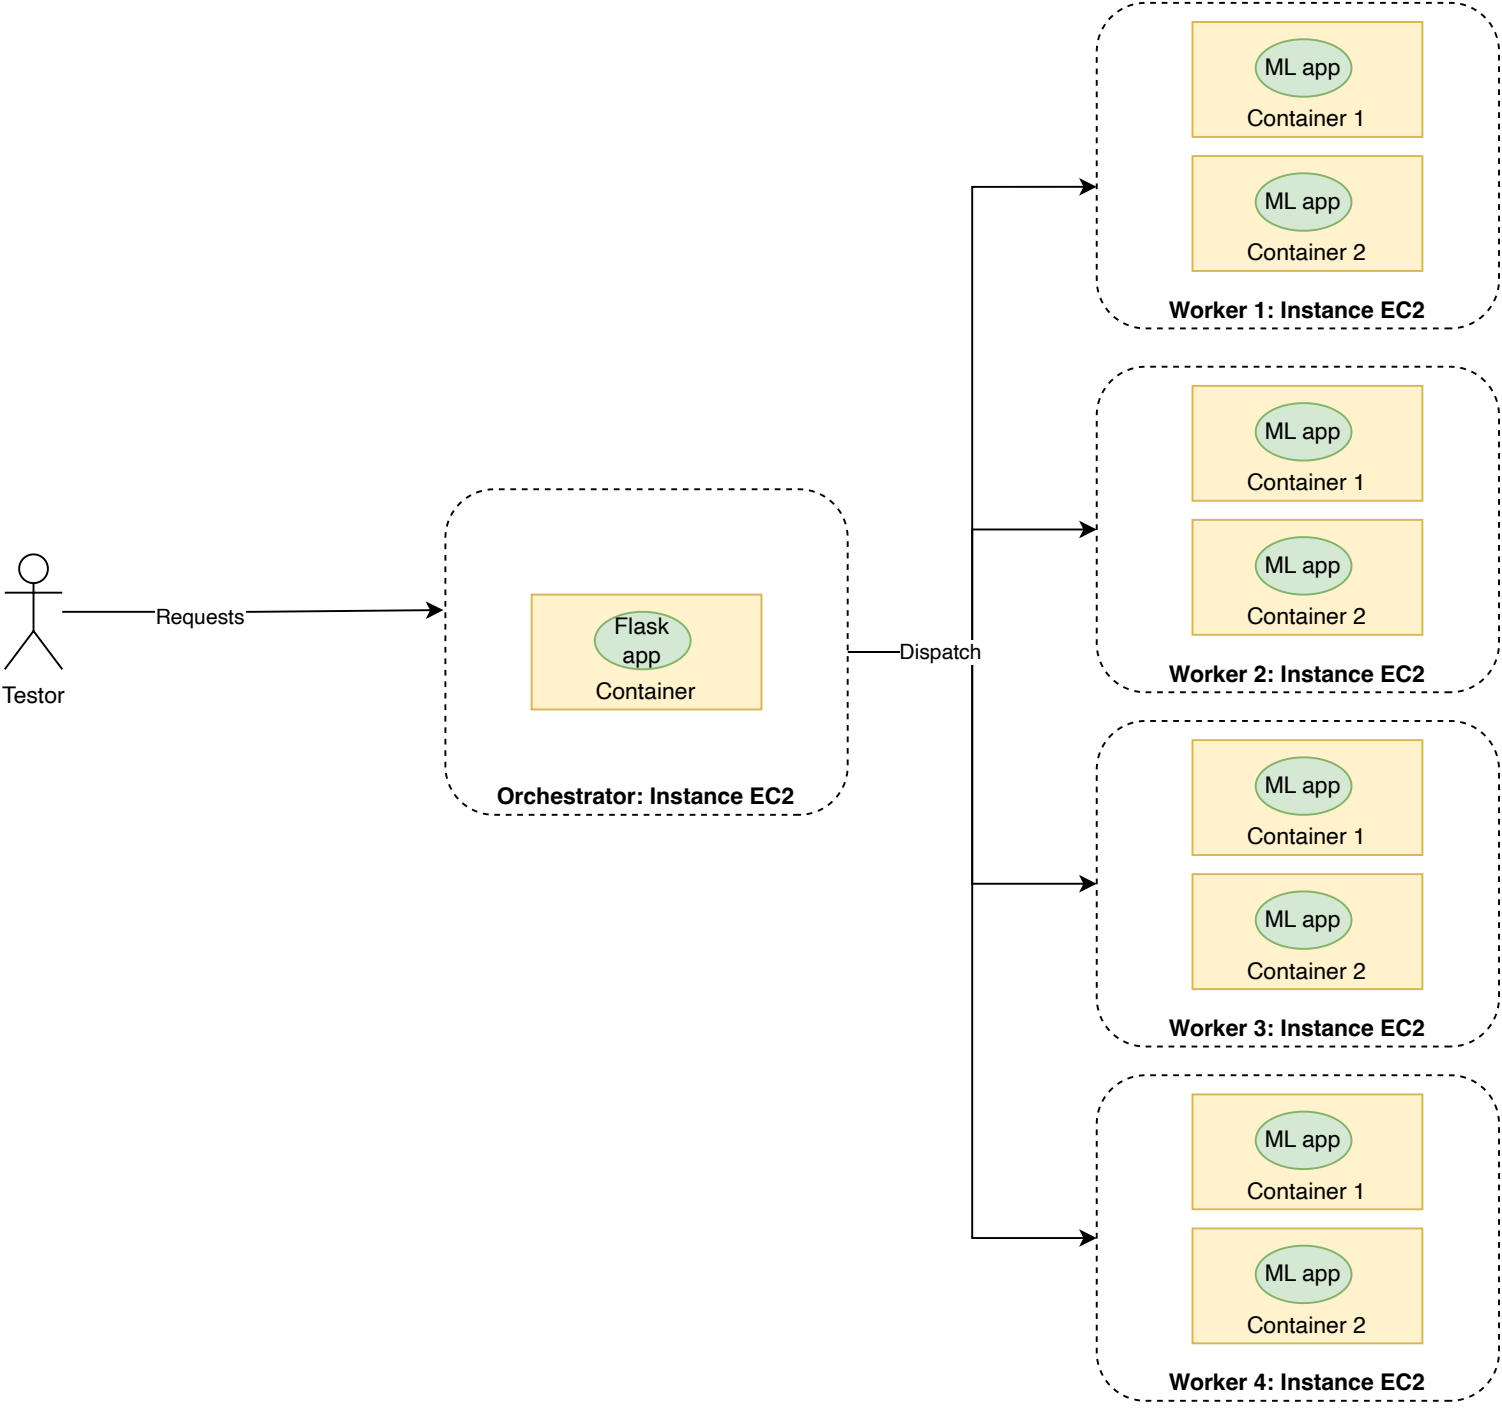 Testor
Requests
Flask
app
Container
Orchestrator: Instance EC2
Dispatch
ML app
Container 1
ML app
Container 2
Worker 1: Instance EC2
ML app
Container 1
ML app
Container 2
Worker 2: Instance EC2
ML app
Container 1
ML app
Container 2
Worker 3: Instance EC2
ML app
Container 1
ML app
Container 2
Worker 4: Instance EC2